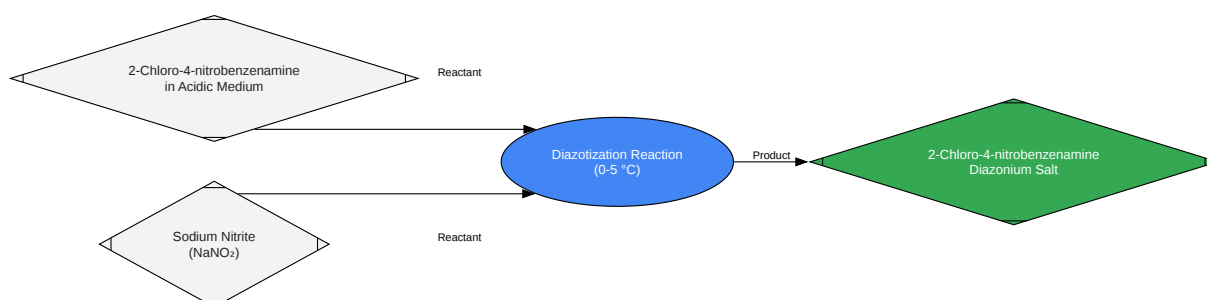 2-Chloro-4-nitrobenzenamine
in Acidic Medium
Reactant
Diazotization Reaction
(0-5 °C)
Product
2-Chloro-4-nitrobenzenamine
Diazonium Salt
Sodium Nitrite
(NaNO₂)
Reactant